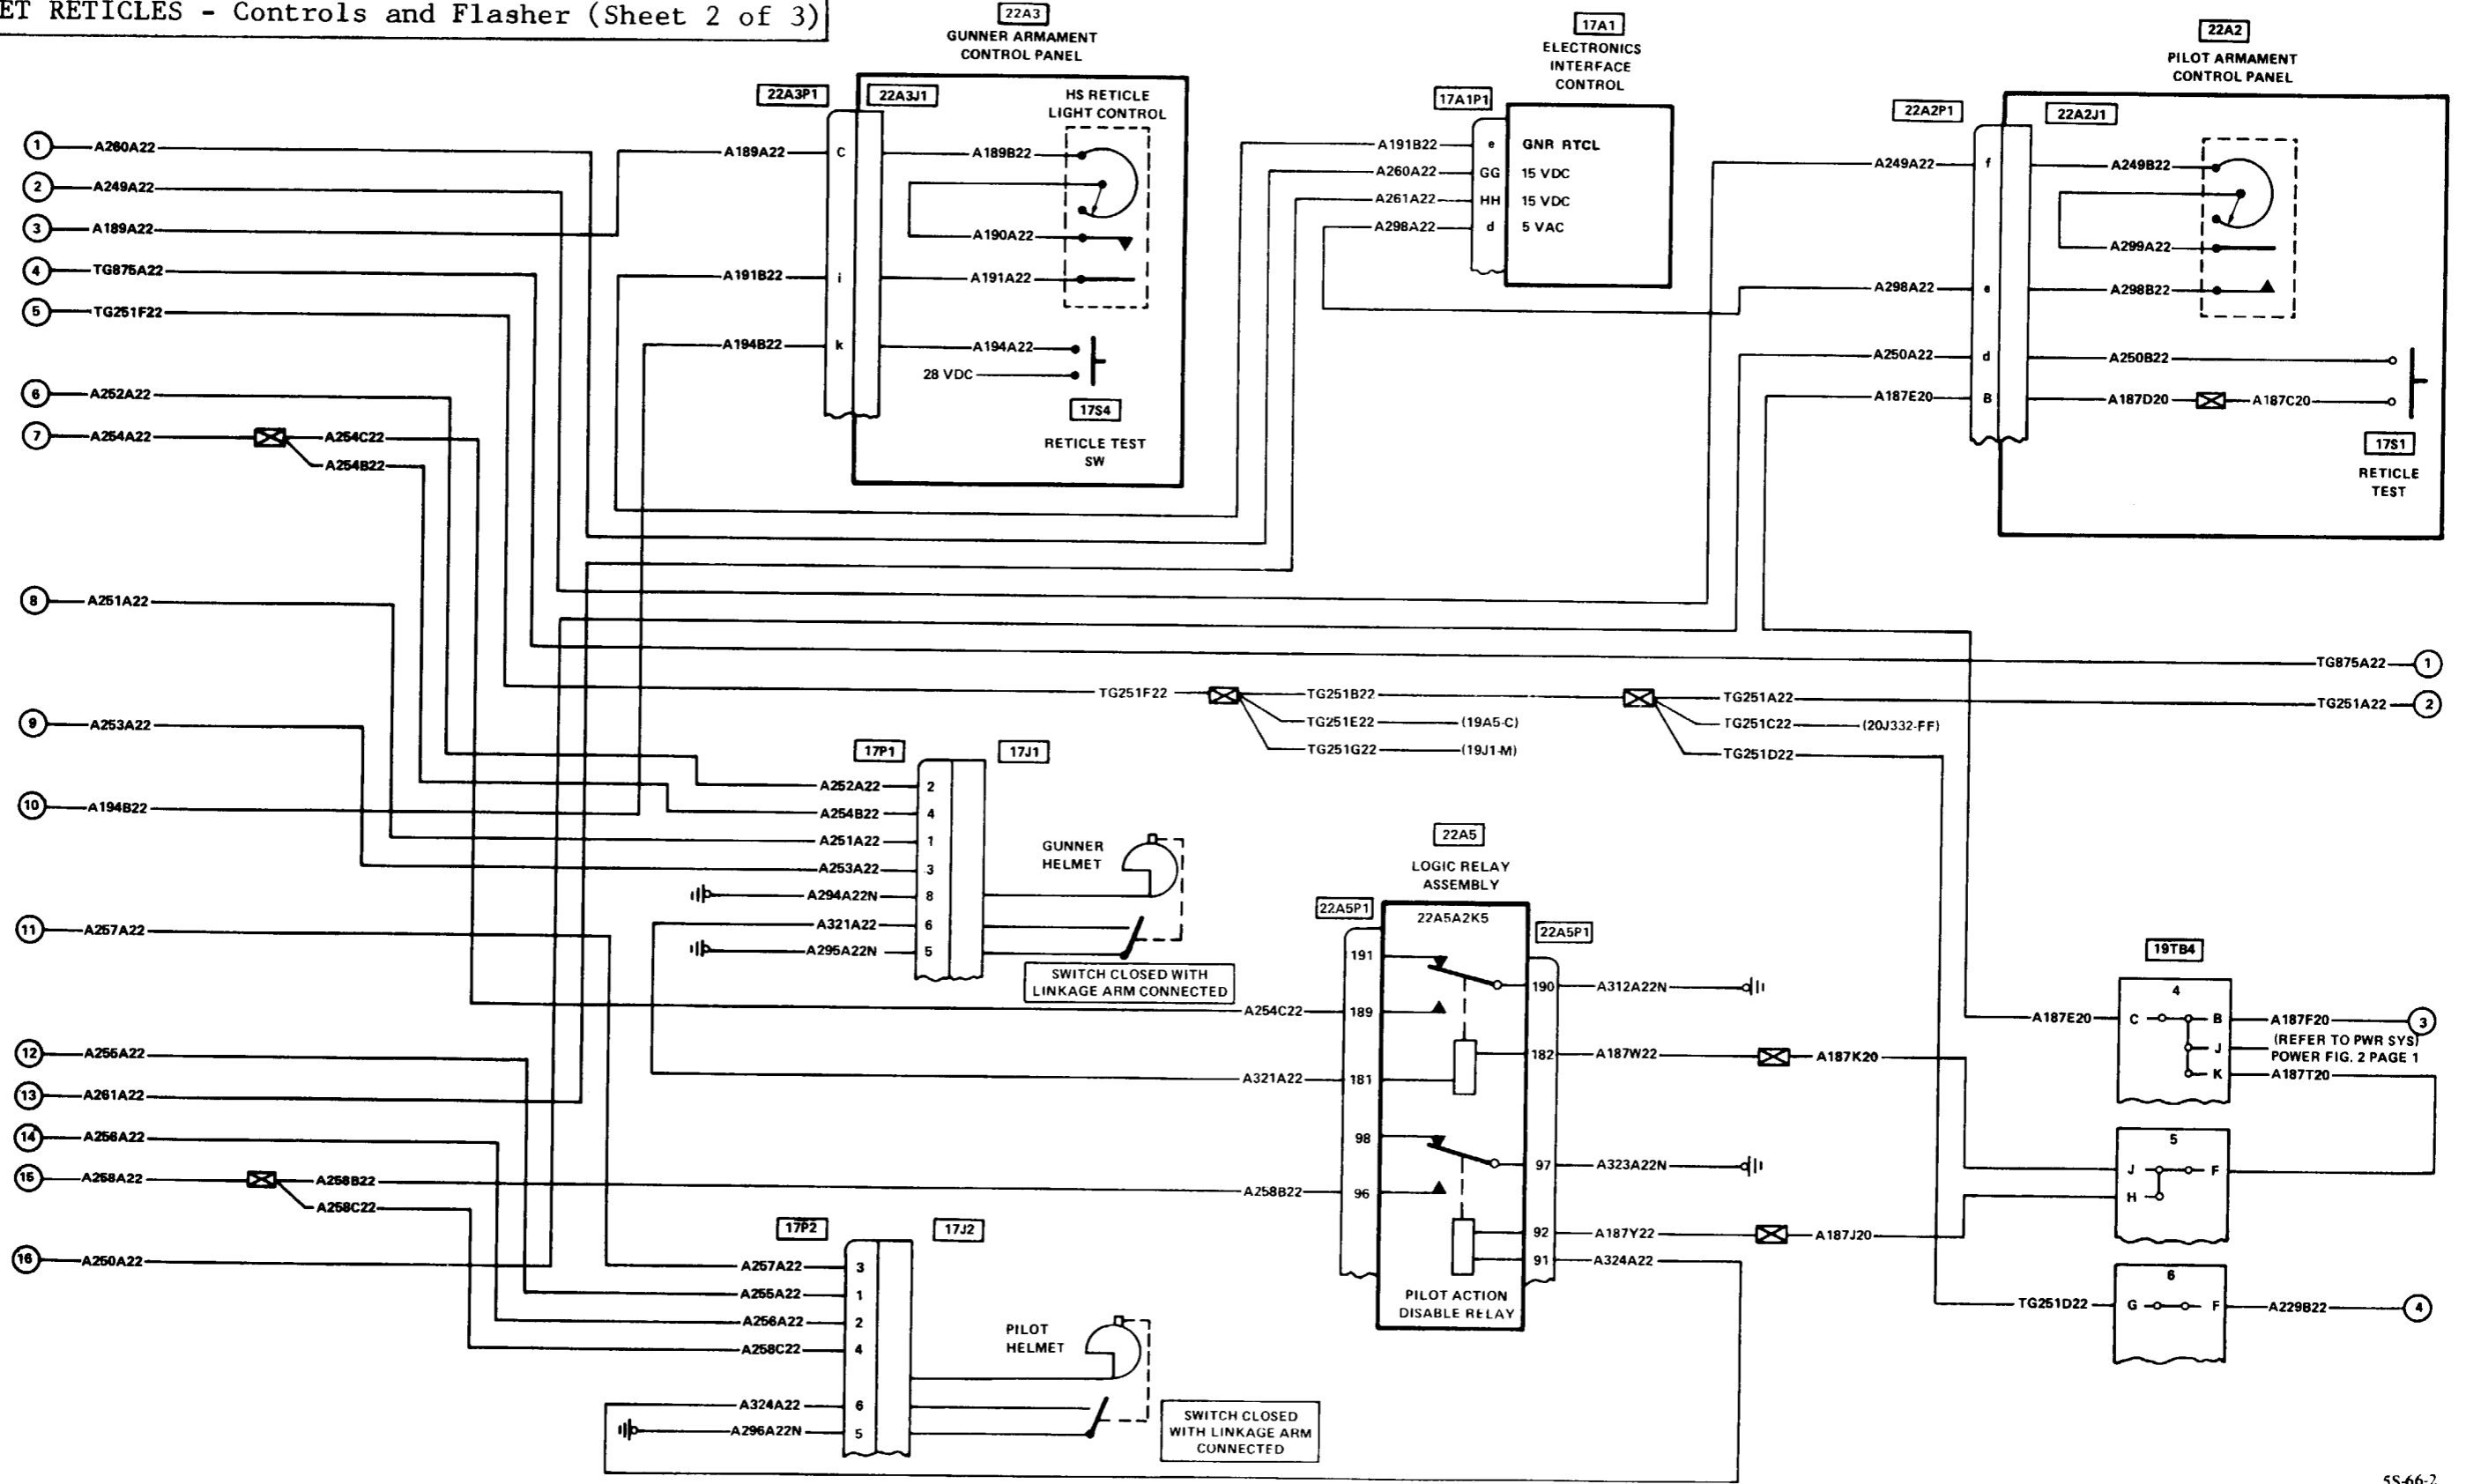 ET RETICLES - Controls and Flasher (Sheet 2 of 3)
22A3
GUNNER ARMAMENT
CONTROL PANEL
22A3P1
22A3J1
HS RETICLE
LIGHT CONTROL
A189A22
C
A189B22
A190A22
A191B22
i
A191A22
A194B22
k
A194A22
28 VDC
17S4
RETICLE TEST
SW
17A1
ELECTRONICS
INTERFACE
CONTROL
17A1P1
A191B22
e
GNR RTCL
A260A22
GG
15 VDC
A261A22
HH
15 VDC
A298A22
d
5 VAC
22A2
PILOT ARMAMENT
CONTROL PANEL
22A2P1
22A2J1
A249A22
f
A249B22
A299A22
A298A22
e
A298B22
A250A22
d
A250B22
A187E20
B
A187D20
A187C20
17S1
RETICLE
TEST
1
A260A22
2
A249A22
3
A189A22
4
TG875A22
5
TG251F22
6
A252A22
7
A254A22
A254C22
A254B22
8
A251A22
9
A253A22
10
A194B22
11
A257A22
12
A255A22
13
A261A22
14
A256A22
15
A258A22
A258B22
A258C22
16
A250A22
TG875A22
1
TG251F22
TG251B22
TG251A22
TG251A22
2
TG251E22
(19A5-C)
TG251C22
(20J332-FF)
TG251G22
(19J1-M)
TG251D22
17P1
17J1
A252A22
2
A254B22
4
A251A22
1
A253A22
3
A294A22N
8
A321A22
6
A295A22N
5
GUNNER
HELMET
SWITCH CLOSED WITH
LINKAGE ARM CONNECTED
22A5
LOGIC RELAY
ASSEMBLY
22A5P1
22A5A2K5
22A5P1
191
190
A312A22N
A254C22
189
182
A187W22
A187K20
A321A22
181
98
97
A323A22N
A258B22
96
92
A187Y22
A187J20
91
A324A22
PILOT ACTION
DISABLE RELAY
19TB4
4
A187E20
C
B
A187F20
3
J
(REFER TO PWR SYS)
POWER FIG. 2 PAGE 1
K
A187T20
5
J
F
H
6
TG251D22
G
F
A229B22
4
17P2
17J2
A257A22
3
A255A22
1
A256A22
2
A258C22
4
A324A22
6
A296A22N
5
PILOT
HELMET
SWITCH CLOSED
WITH LINKAGE ARM
CONNECTED
5S-66-2